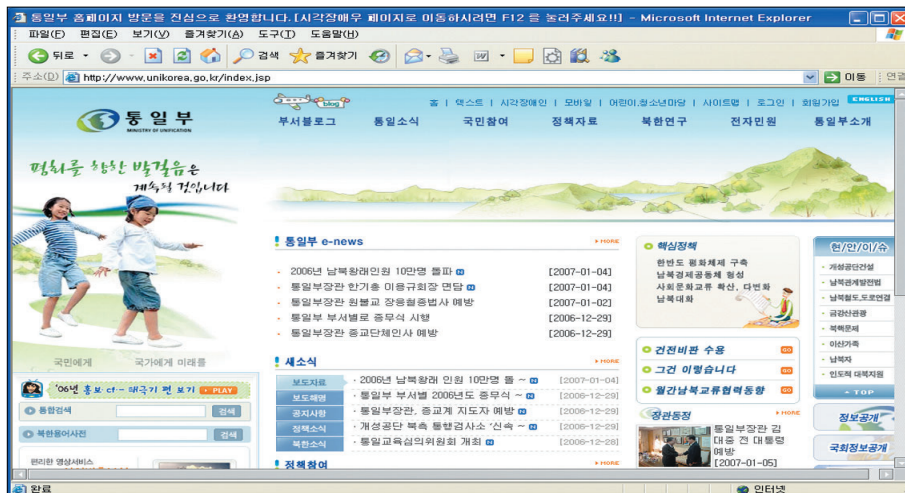 통일부 홈페이지 방문을 진심으로 환영합니다.[시각장애우 페이지로 이동하시려면 F12 를 눌러주세요!!] - Microsoft Internet Explorer
파일(F) 편집(E) 보기(V) 즐겨찾기(A) 도구(T) 도움말(H)
뒤로 검색 즐겨찾기
주소(D) http://www.unikorea.go.kr/index.jsp 이동 연결
blog 홈 | 텍스트 | 시각장애인 | 모바일 | 어린이.청소년마당 | 사이트맵 | 로그인 | 회원가입 ENGLISH
통일부
MINISTRY OF UNIFICATION
부서블로그 통일소식 국민참여 정책자료 북한연구 전자민원 통일부소개
평화를 향한 발걸음은
계속될 것입니다
국민에게 국가에 미래를
'06년 홍보 cf - 태극기 편 보기 PLAY
통합검색 검색
북한용어사전 검색
편리한 영상서비스
통일부 e-news MORE
2006년 남북왕래인원 10만명 돌파 [2007-01-04]
통일부장관 한기총 이용규회장 면담 [2007-01-04]
통일부장관 원불교 장응철종법사 예방 [2007-01-02]
통일부 부서별로 종무식 시행 [2006-12-29]
통일부장관 종교단체인사 예방 [2006-12-29]
새소식 MORE
보도자료 2006년 남북왕래 인원 10만명 돌 ~ [2007-01-04]
보도해명 통일부 부서별 2006년도 종무식 ~ [2006-12-29]
공지사항 통일부장관, 종교계 지도자 예방 [2006-12-29]
정책소식 개성공단 북측 통행검사소 '신속 ~ [2006-12-29]
북한소식 통일교육심의위원회 개최 [2006-12-28]
정책참여 MORE
핵심정책
한반도 평화체제 구축
남북경제공동체 형성
사회문화교류 확산, 다변화
남북대화
건전비판 수용 GO
그건 이렇습니다 GO
월간남북교류협력동향 GO
장관동정 MORE
통일부장관 김
대중 전 대통령
예방
[2007-01-05]
현/안/이/슈
개성공단건설
남북관계발전법
남북철도,도로연결
금강산관광
북핵문제
이산가족
납북자
인도적 대북지원
TOP
정보공개
국회정보공개
완료 인터넷